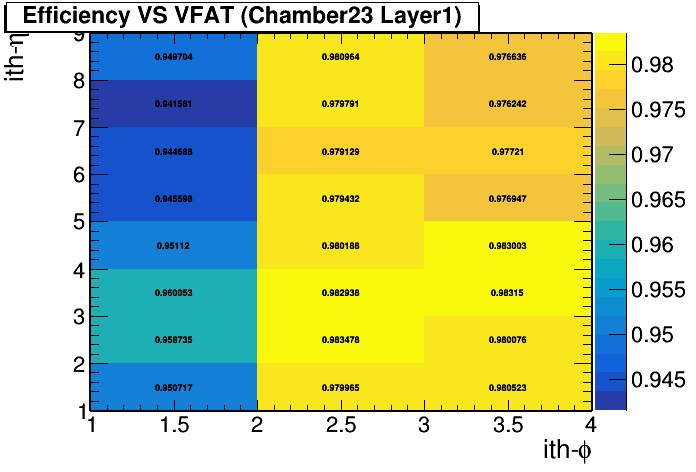 Efficiency VS VFAT (Chamber23 Layer1)
ith-η
9
8
7
6
5
4
3
2
1
0.949704 0.980964 0.976636
0.941581 0.979791 0.976242
0.944688 0.979129 0.97721
0.945598 0.979432 0.976947
0.95112 0.980188 0.983003
0.960053 0.982938 0.98315
0.958735 0.983478 0.980076
0.950717 0.979965 0.980523
1 1.5 2 2.5 3 3.5 4
ith-ϕ
0.98
0.975
0.97
0.965
0.96
0.955
0.95
0.945